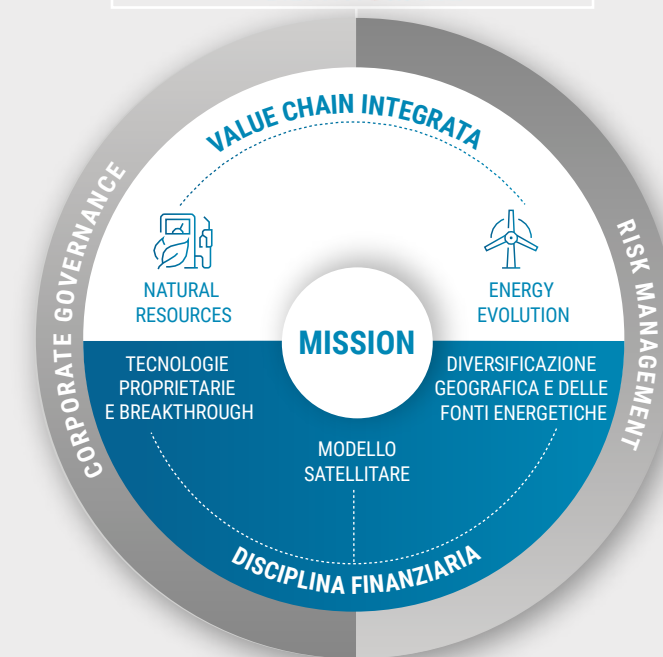 VALUE CHAIN INTEGRATA
CORPORATE GOVERNANCE
RISK MANAGEMENT
NATURAL
RESOURCES
ENERGY
EVOLUTION
MISSION
TECNOLOGIE
PROPRIETARIE
E BREAKTHROUGH
DIVERSIFICAZIONE
GEOGRAFICA E DELLE
FONTI ENERGETICHE
MODELLO
SATELLITARE
DISCIPLINA FINANZIARIA